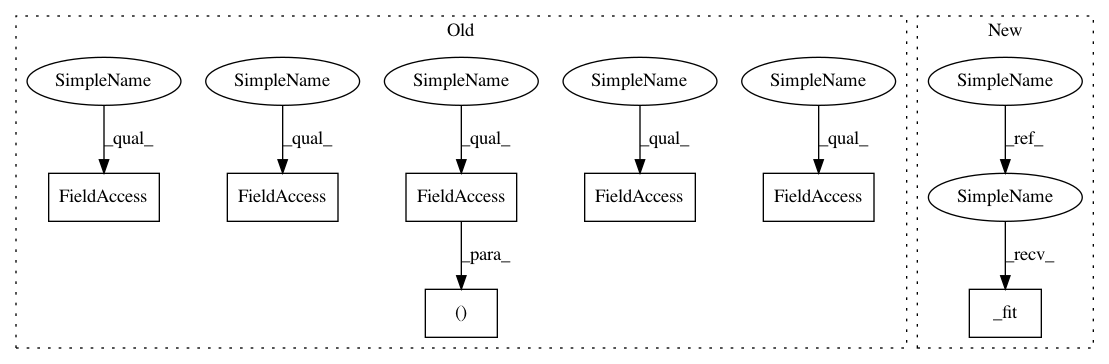 Old
New
SimpleName SimpleName SimpleName SimpleName SimpleName SimpleName
_qual_ _qual_ _qual_ _qual_ _qual_ _ref_
FieldAccess FieldAccess FieldAccess FieldAccess FieldAccess SimpleName
_para_ _recv_
() _fit